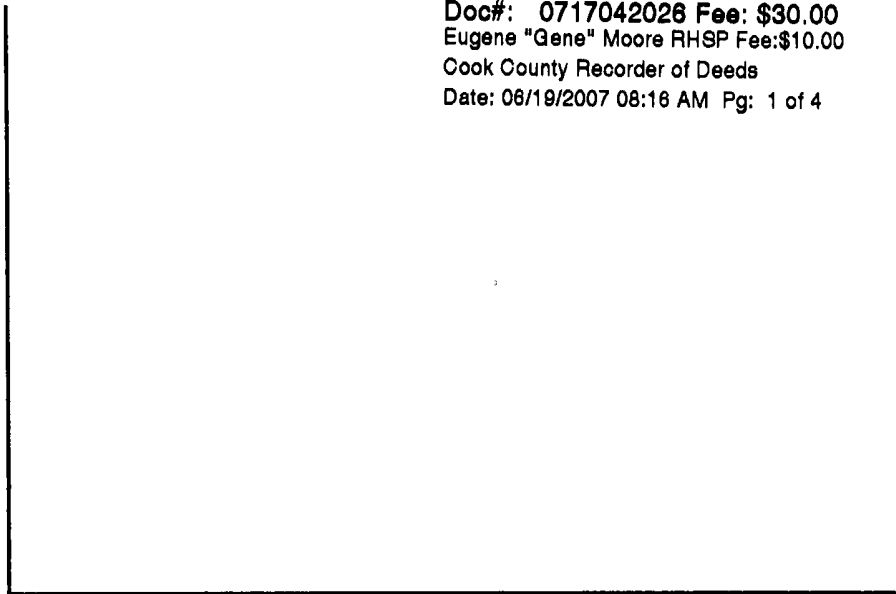 Doc#: 0717042026 Fee: $30.00
Eugene "Gene" Moore RHSP Fee:$10.00
Cook County Recorder of Deeds
Date: 06/19/2007 08:16 AM Pg: 1 of 4